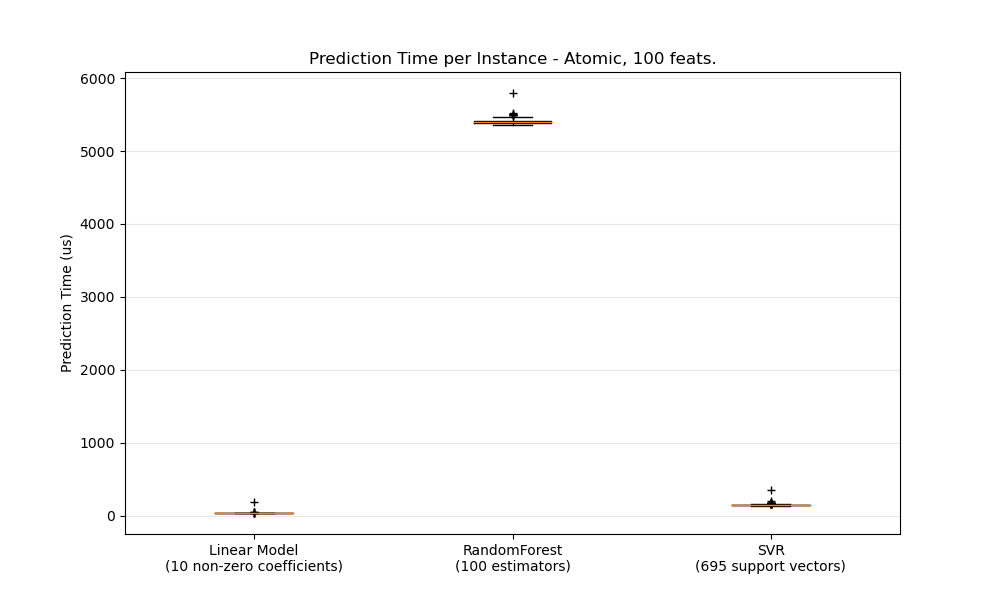 Prediction Time per Instance - Atomic, 100 feats.
6000
5000
4000
3000
2000
1000
0
Prediction Time (us)
Linear Model
(10 non-zero coefficients)
RandomForest
(100 estimators)
SVR
(695 support vectors)